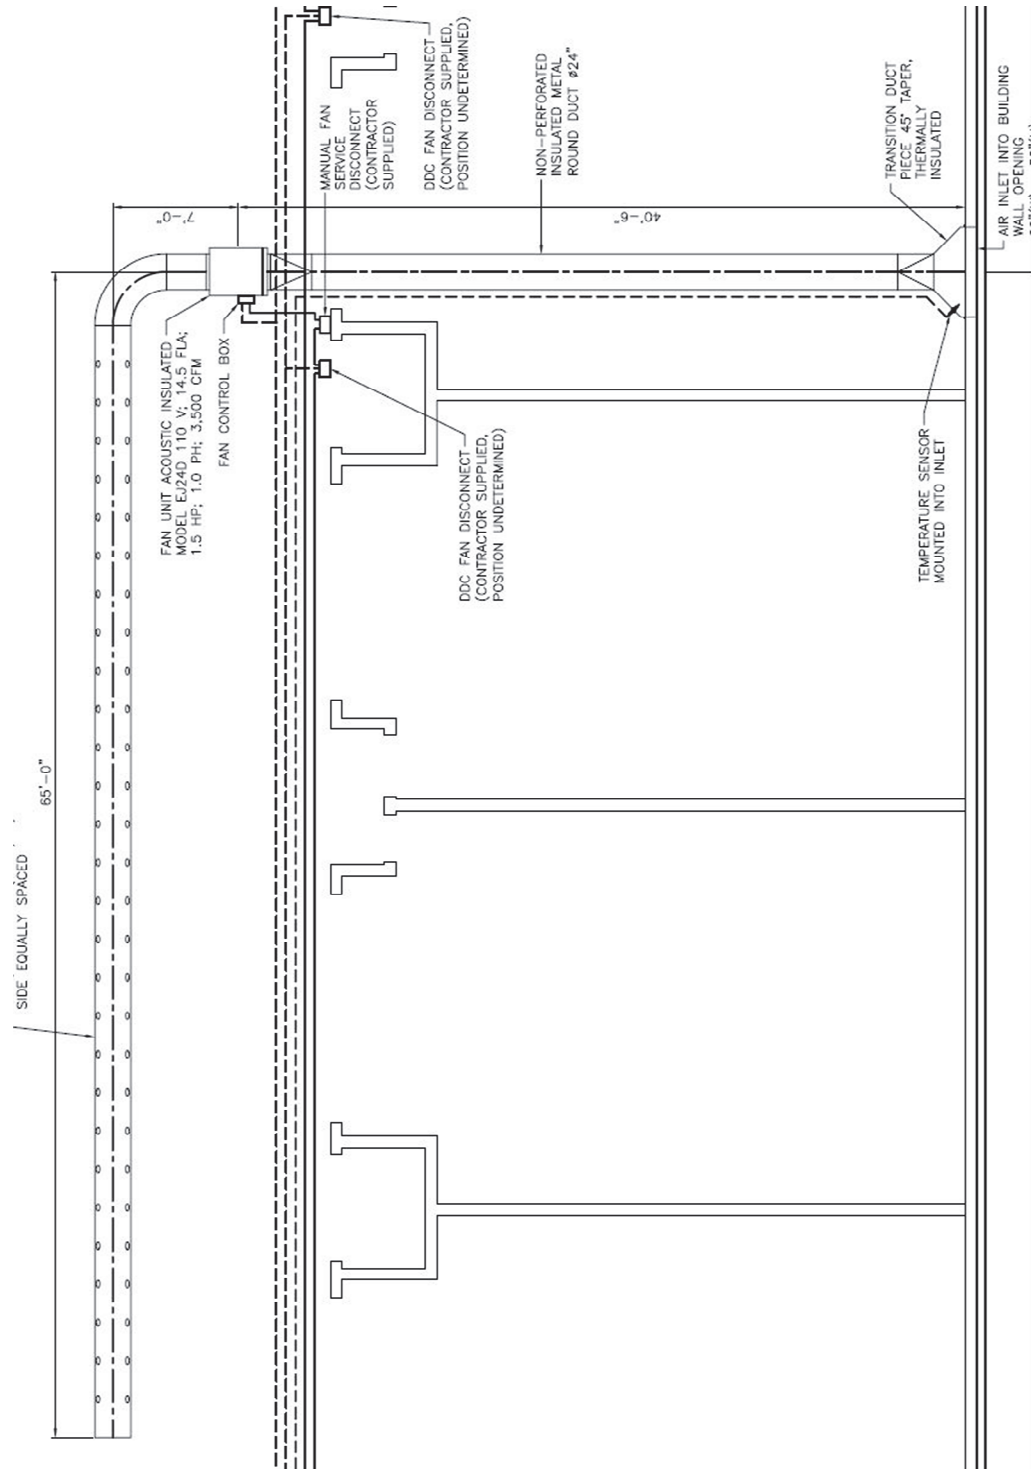 DDC FAN DISCONNECT
(CONTRACTOR SUPPLIED,
POSITION UNDETERMINED)
MANUAL FAN
SERVICE
DISCONNECT
(CONTRACTOR
SUPPLIED)
NON-PERFORATED
INSULATED METAL
ROUND DUCT ø24"
TRANSITION DUCT
PIECE 45° TAPER,
THERMALLY
INSULATED
AIR INLET INTO BUILDING
WALL OPENING
7'-0"
40'-6"
FAN UNIT ACOUSTIC INSULATED
MODEL EJ24D 110 V; 14.5 FLA;
1.5 HP; 1.0 PH; 3,500 CFM
FAN CONTROL BOX
DDC FAN DISCONNECT
(CONTRACTOR SUPPLIED,
POSITION UNDETERMINED)
TEMPERATURE SENSOR
MOUNTED INTO INLET
65'-0"
SIDE EQUALLY SPACED